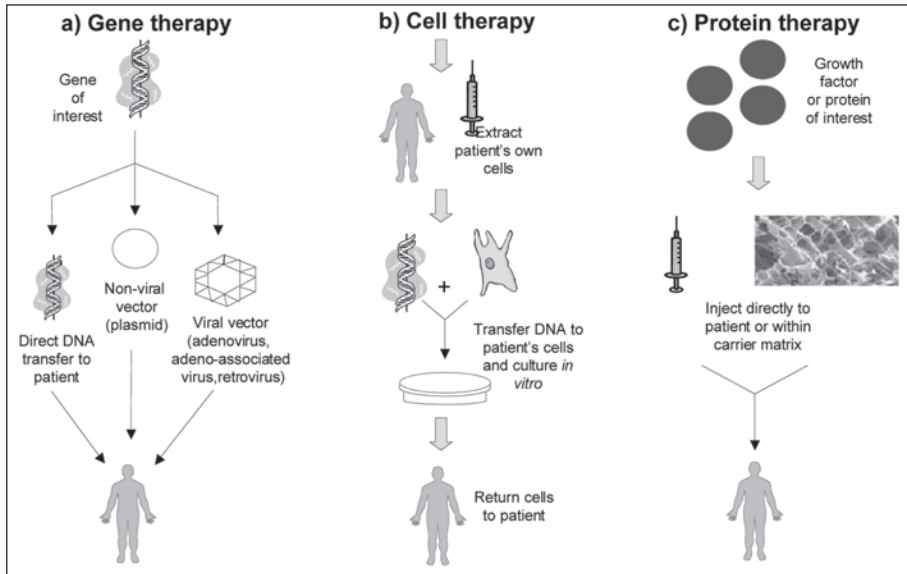 a) Gene therapy
Gene
of
interest
Direct DNA
transfer to
patient
Non-viral
vector
(plasmid)
Viral vector
(adenovirus,
adeno-associated
virus,retrovirus)
b) Cell therapy
Extract
patient's own
cells
+
Transfer DNA to
patient's cells
and culture in
vitro
Return cells
to patient
c) Protein therapy
Growth
factor
or protein
of interest
Inject directly to
patient or within
carrier matrix